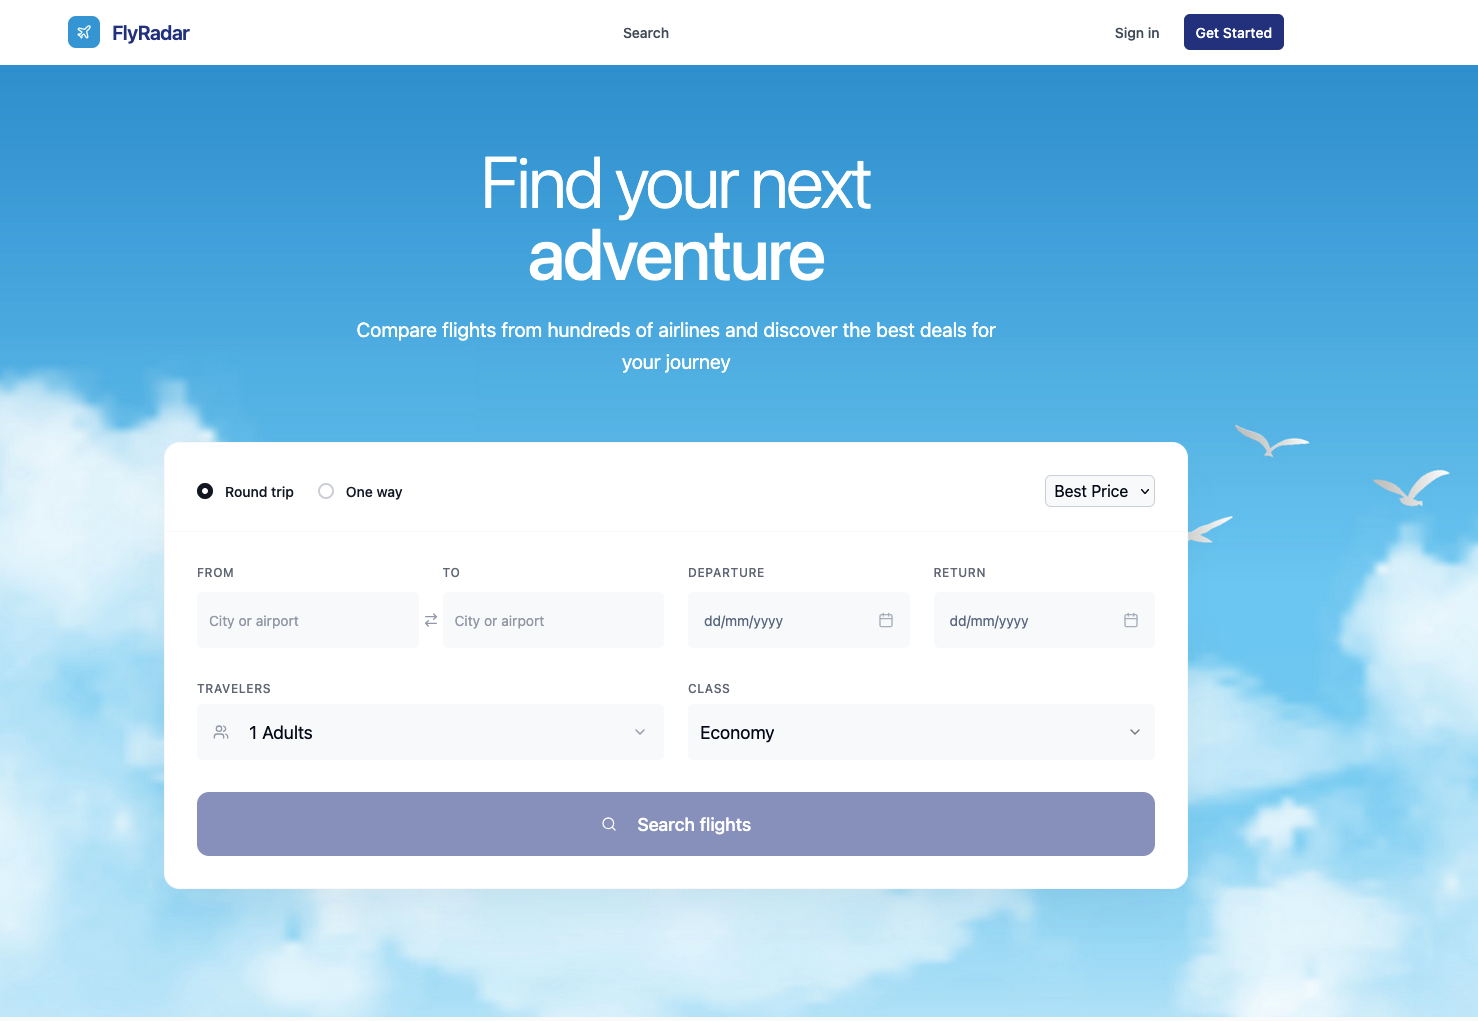 FlyRadar
Search
Sign in
Get Started
Find your next
adventure
Compare flights from hundreds of airlines and discover the best deals for
your journey
Round trip
One way
Best Price
FROM
TO
DEPARTURE
RETURN
City or airport
City or airport
dd/mm/yyyy
dd/mm/yyyy
TRAVELERS
CLASS
1 Adults
Economy
Search flights